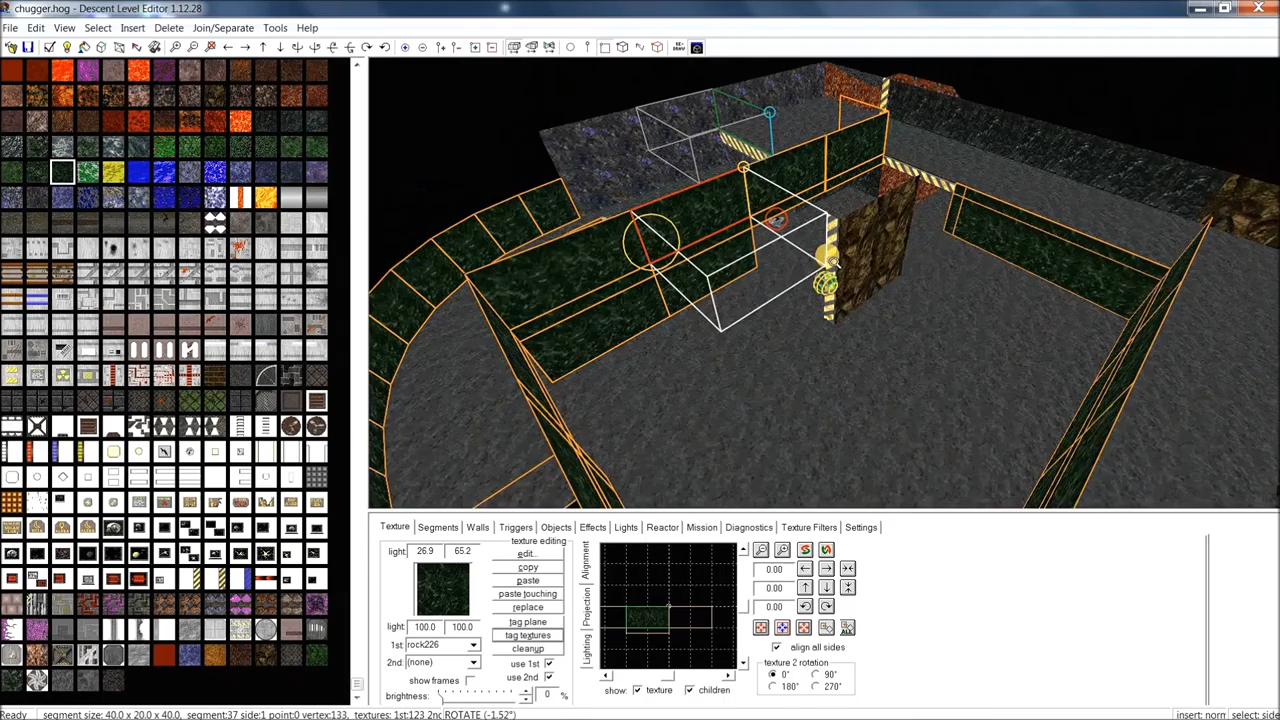 chugger.hog - Descent Level Editor 1.12.28
File Edit View Select Insert Delete Join/Separate Tools Help
Texture Segments Walls Triggers Objects Effects Lights Reactor Mission Diagnostics Texture Filters Settings
light: 26.9 65.2
texture editing
edit...
copy
paste
paste touching
replace
tag plane
tag textures
cleanup
light: 100.0 100.0
1st: rock226
2nd: (none)
use 1st
use 2nd
show frames
brightness: 0 %
Alignment
Projection
Lighting
show: texture children
0.00
0.00
0.00
align all sides
texture 2 rotation
0° 90°
180° 270°
Ready segment size: 40.0 x 20.0 x 40.0, segment:37 side:1 point:0 vertex:133, textures: 1st:123 2nd ROTATE (-1.52°) insert: norm select: side